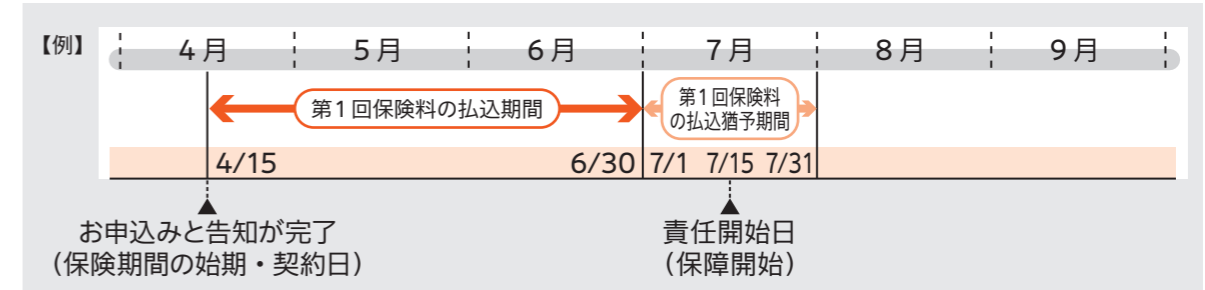 【例】
4月 5月 6月 7月 8月 9月
第1回保険料の払込期間
第1回保険料
の払込猶予期間
4/15 6/30 7/1 7/15 7/31
お申込みと告知が完了
（保険期間の始期・契約日）
責任開始日
（保障開始）